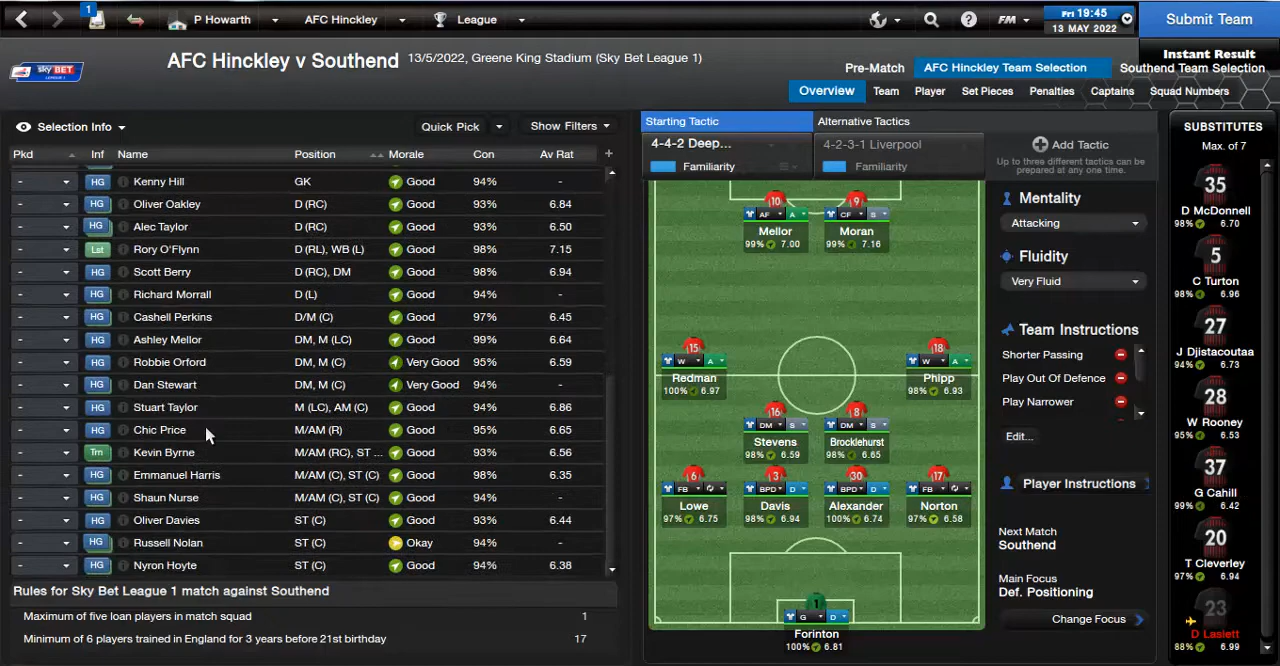 1
P Howarth
AFC Hinckley
League
FM
Fri 19:45
13 MAY 2022
Submit Team
sky BET
LEAGUE 1
AFC Hinckley v Southend
13/5/2022, Greene King Stadium (Sky Bet League 1)
Instant Result
Pre-Match
AFC Hinckley Team Selection
Southend Team Selection
Overview
Team
Player
Set Pieces
Penalties
Captains
Squad Numbers
Selection Info
Quick Pick
Show Filters
Pkd Inf Name Position Morale Con Av Rat
- HG Kenny Hill GK Good 94% -
- HG Oliver Oakley D (RC) Good 93% 6.84
- HG Alec Taylor D (RC) Good 93% 6.50
- Lst Rory O'Flynn D (RL), WB (L) Good 98% 7.15
- HG Scott Berry D (RC), DM Good 98% 6.94
- HG Richard Morrall D (L) Good 94% -
- HG Cashell Perkins D/M (C) Good 97% 6.45
- HG Ashley Mellor DM, M (LC) Good 99% 6.64
- HG Robbie Orford DM, M (C) Very Good 95% 6.59
- HG Dan Stewart DM, M (C) Very Good 94% -
- HG Stuart Taylor M (LC), AM (C) Good 94% 6.86
- HG Chic Price M/AM (R) Good 95% 6.65
- Trn Kevin Byrne M/AM (RC), ST ... Good 93% 6.56
- HG Emmanuel Harris M/AM (C), ST (C) Good 98% 6.35
- HG Shaun Nurse M/AM (C), ST (C) Good 94% -
- HG Oliver Davies ST (C) Good 93% 6.44
- HG Russell Nolan ST (C) Okay 94% -
- HG Nyron Hoyte ST (C) Good 94% 6.38
Rules for Sky Bet League 1 match against Southend
Maximum of five loan players in match squad 1
Minimum of 6 players trained in England for 3 years before 21st birthday 17
Starting Tactic
Alternative Tactics
4-4-2 Deep...
Familiarity
4-2-3-1 Liverpool
Familiarity
Add Tactic
Up to three different tactics can be
prepared at any one time.
10 9
AF A CF S
Mellor Moran
99% 7.00 99% 7.16
15 18
W A W A
Redman Phipp
100% 6.97 98% 6.93
16 8
DM S DM S
Stevens Brocklehurst
98% 6.59 98% 6.65
6 3 30 17
FB BPD D BPD D FB
Lowe Davis Alexander Norton
97% 6.75 98% 6.94 100% 6.74 97% 6.58
1
G D
Forinton
100% 6.81
Mentality
Attacking
Fluidity
Very Fluid
Team Instructions
Shorter Passing
Play Out Of Defence
Play Narrower
Edit...
Player Instructions
Next Match
Southend
Main Focus
Def. Positioning
Change Focus
SUBSTITUTES
Max. of 7
35
D McDonnell
98% 6.70
5
C Turton
98% 6.96
27
J Djistacoutaa
94% 6.73
28
W Rooney
95% 6.53
37
G Cahill
99% 6.42
20
T Cleverley
97% 6.94
23
D Laslett
88% 6.99